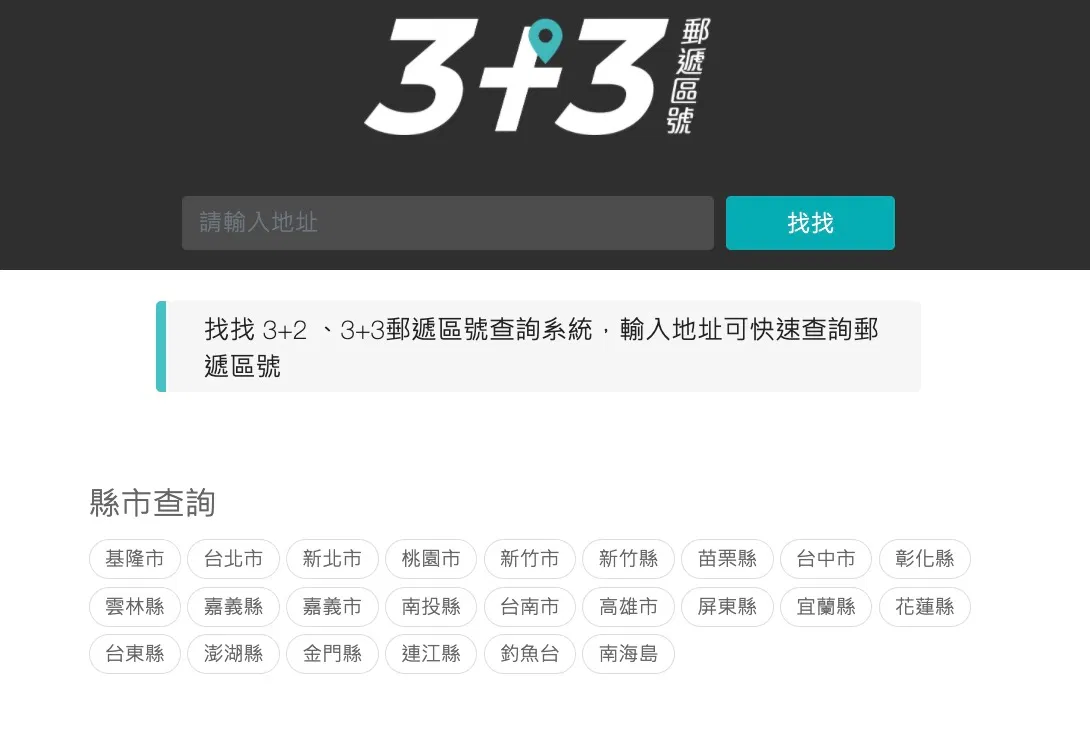 3+3 郵遞區號
請輸入地址
找找
找找 3+2 、3+3郵遞區號查詢系統，輸入地址可快速查詢郵
遞區號
縣市查詢
基隆市 台北市 新北市 桃園市 新竹市 新竹縣 苗栗縣 台中市 彰化縣
雲林縣 嘉義縣 嘉義市 南投縣 台南市 高雄市 屏東縣 宜蘭縣 花蓮縣
台東縣 澎湖縣 金門縣 連江縣 釣魚台 南海島